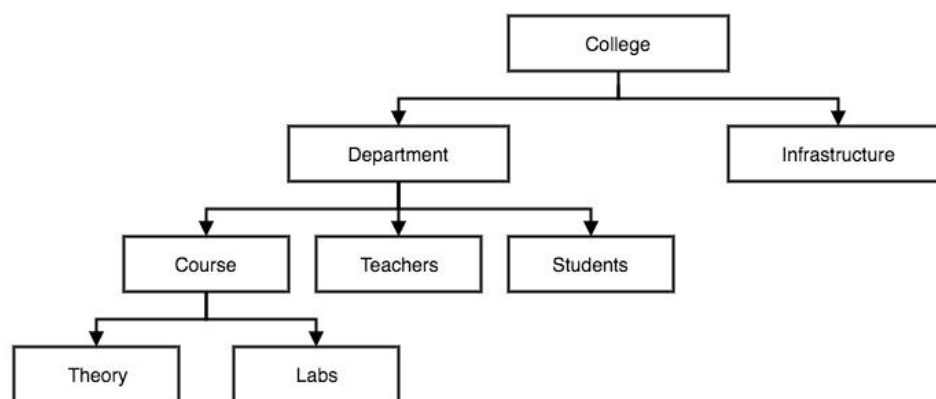 College
Department
Infrastructure
Course
Teachers
Students
Theory
Labs